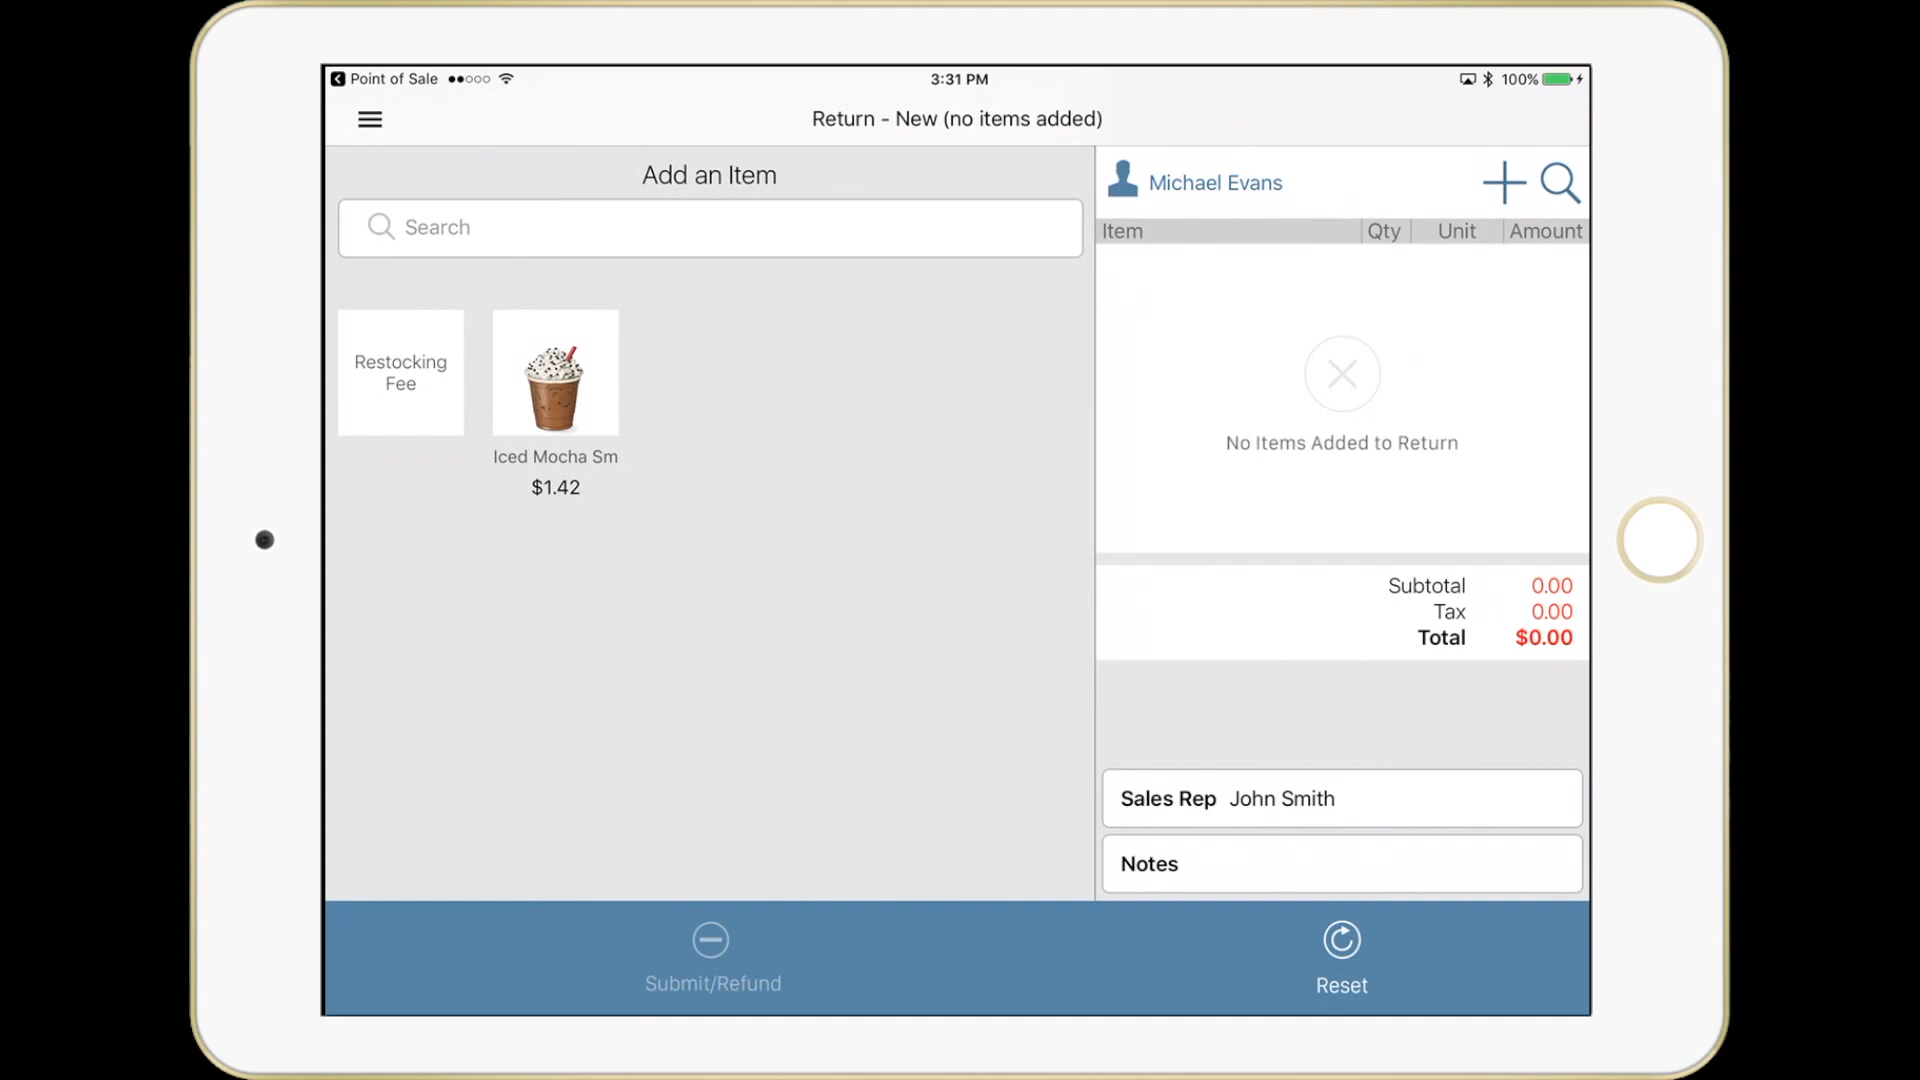 Point of Sale
3:31 PM
100%
Return - New (no items added)
Add an Item
Search
Restocking
Fee
Iced Mocha Sm
$1.42
Michael Evans
Item Qty Unit Amount
No Items Added to Return
Subtotal 0.00
Tax 0.00
Total $0.00
Sales Rep John Smith
Notes
Submit/Refund
Reset